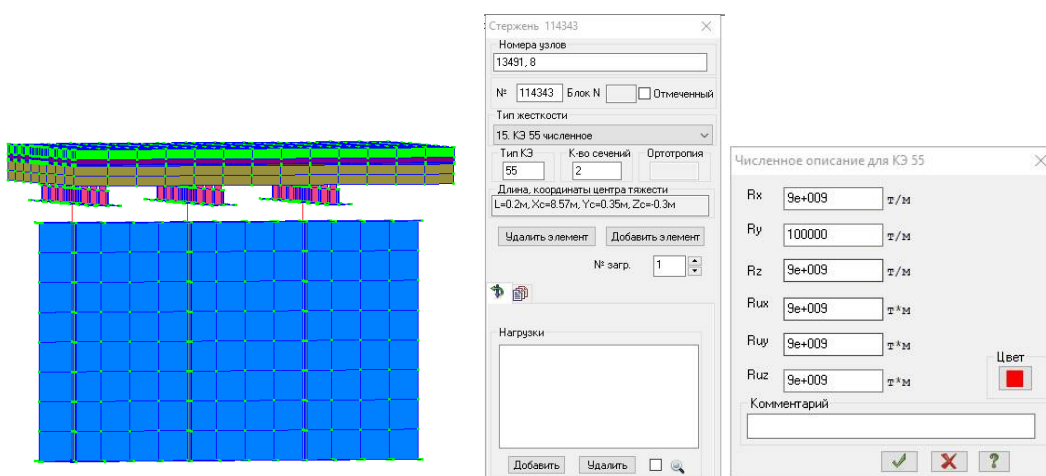 Стержень 114343
Номера узлов
13491, 8
№ 114343 Блок N Отмеченный
Тип жесткости
15. КЭ 55 численное
Тип КЭ К-во сечений Ортотропия
55 2
Длина, координаты центра тяжести
L=0.2м, Xc=8.57м, Yc=0.35м, Zc=-0.3м
Удалить элемент Добавить элемент
№ загр. 1
Нагрузки
Добавить Удалить
Численное описание для КЭ 55
Rx 9e+009 т/м
Ry 100000 т/м
Rz 9e+009 т/м
Rux 9e+009 т*м
Ruy 9e+009 т*м
Ruz 9e+009 т*м
Цвет
Комментарий
?